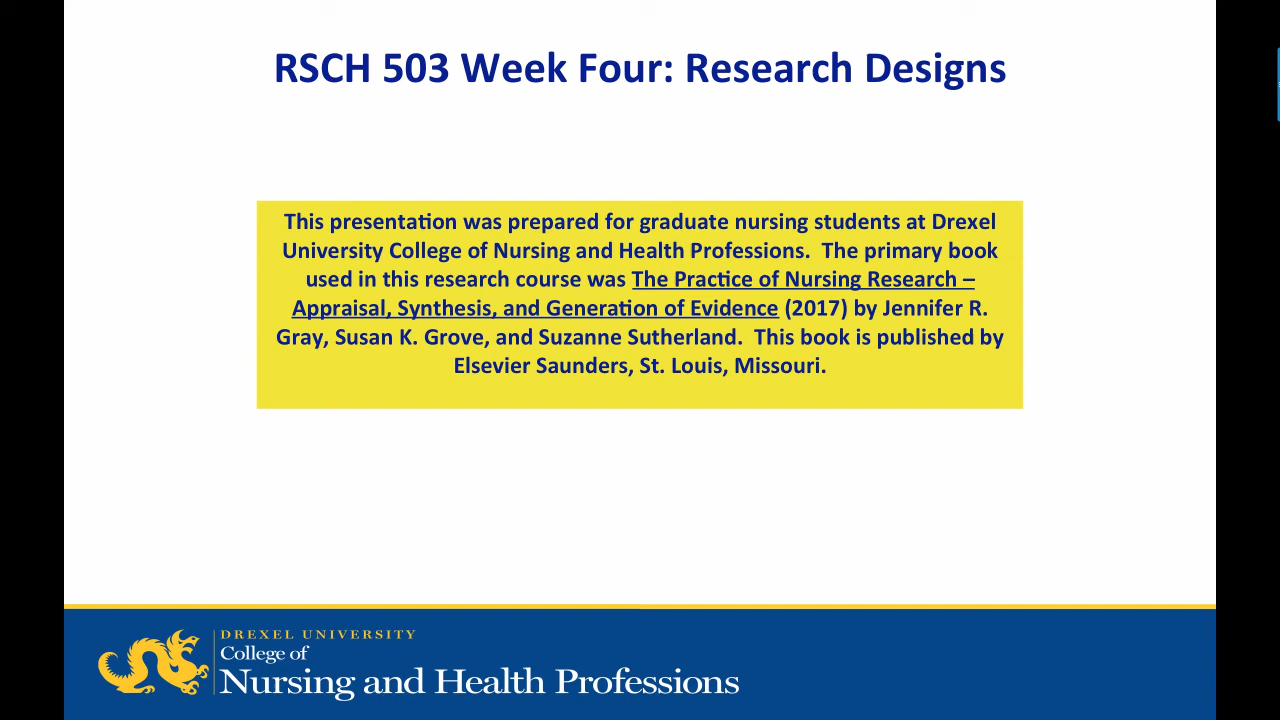 RSCH 503 Week Four: Research Designs
This presentation was prepared for graduate nursing students at Drexel
University College of Nursing and Health Professions.  The primary book
used in this research course was The Practice of Nursing Research –
Appraisal, Synthesis, and Generation of Evidence (2017) by Jennifer R.
Gray, Susan K. Grove, and Suzanne Sutherland.  This book is published by
Elsevier Saunders, St. Louis, Missouri.
DREXEL UNIVERSITY
College of
Nursing and Health Professions